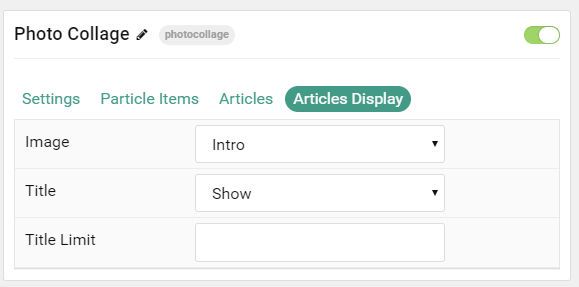 Photo Collage photocollage
Settings Particle Items Articles Articles Display
Image Intro
Title Show
Title Limit